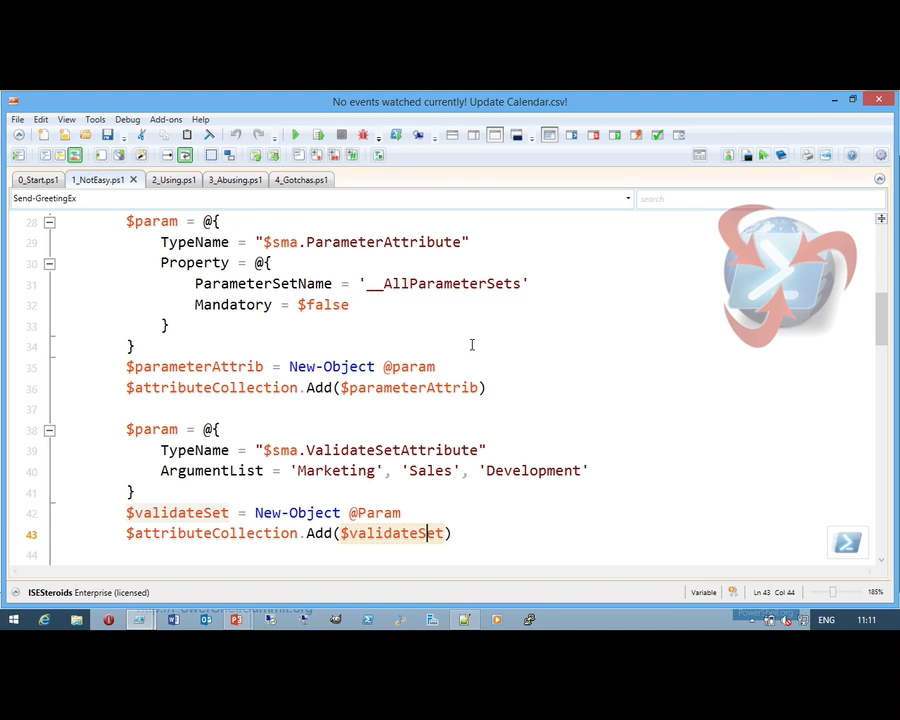 No events watched currently! Update Calendar.csv!
File Edit View Tools Debug Add-ons Help
0_Start.ps1 1_NotEasy.ps1 2_Using.ps1 3_Abusing.ps1 4_Gotchas.ps1
Send-GreetingEx search
28 $param = @{
29 TypeName = "$sma.ParameterAttribute"
30 Property = @{
31 ParameterSetName = '__AllParameterSets'
32 Mandatory = $false
33 }
34 }
35 $parameterAttrib = New-Object @param
36 $attributeCollection.Add($parameterAttrib)
37
38 $param = @{
39 TypeName = "$sma.ValidateSetAttribute"
40 ArgumentList = 'Marketing', 'Sales', 'Development'
41 }
42 $validateSet = New-Object @Param
43 $attributeCollection.Add($validateSet)
44
ISESteroids Enterprise (licensed) Variable Ln 43 Col 44 185%
ENG 11:11